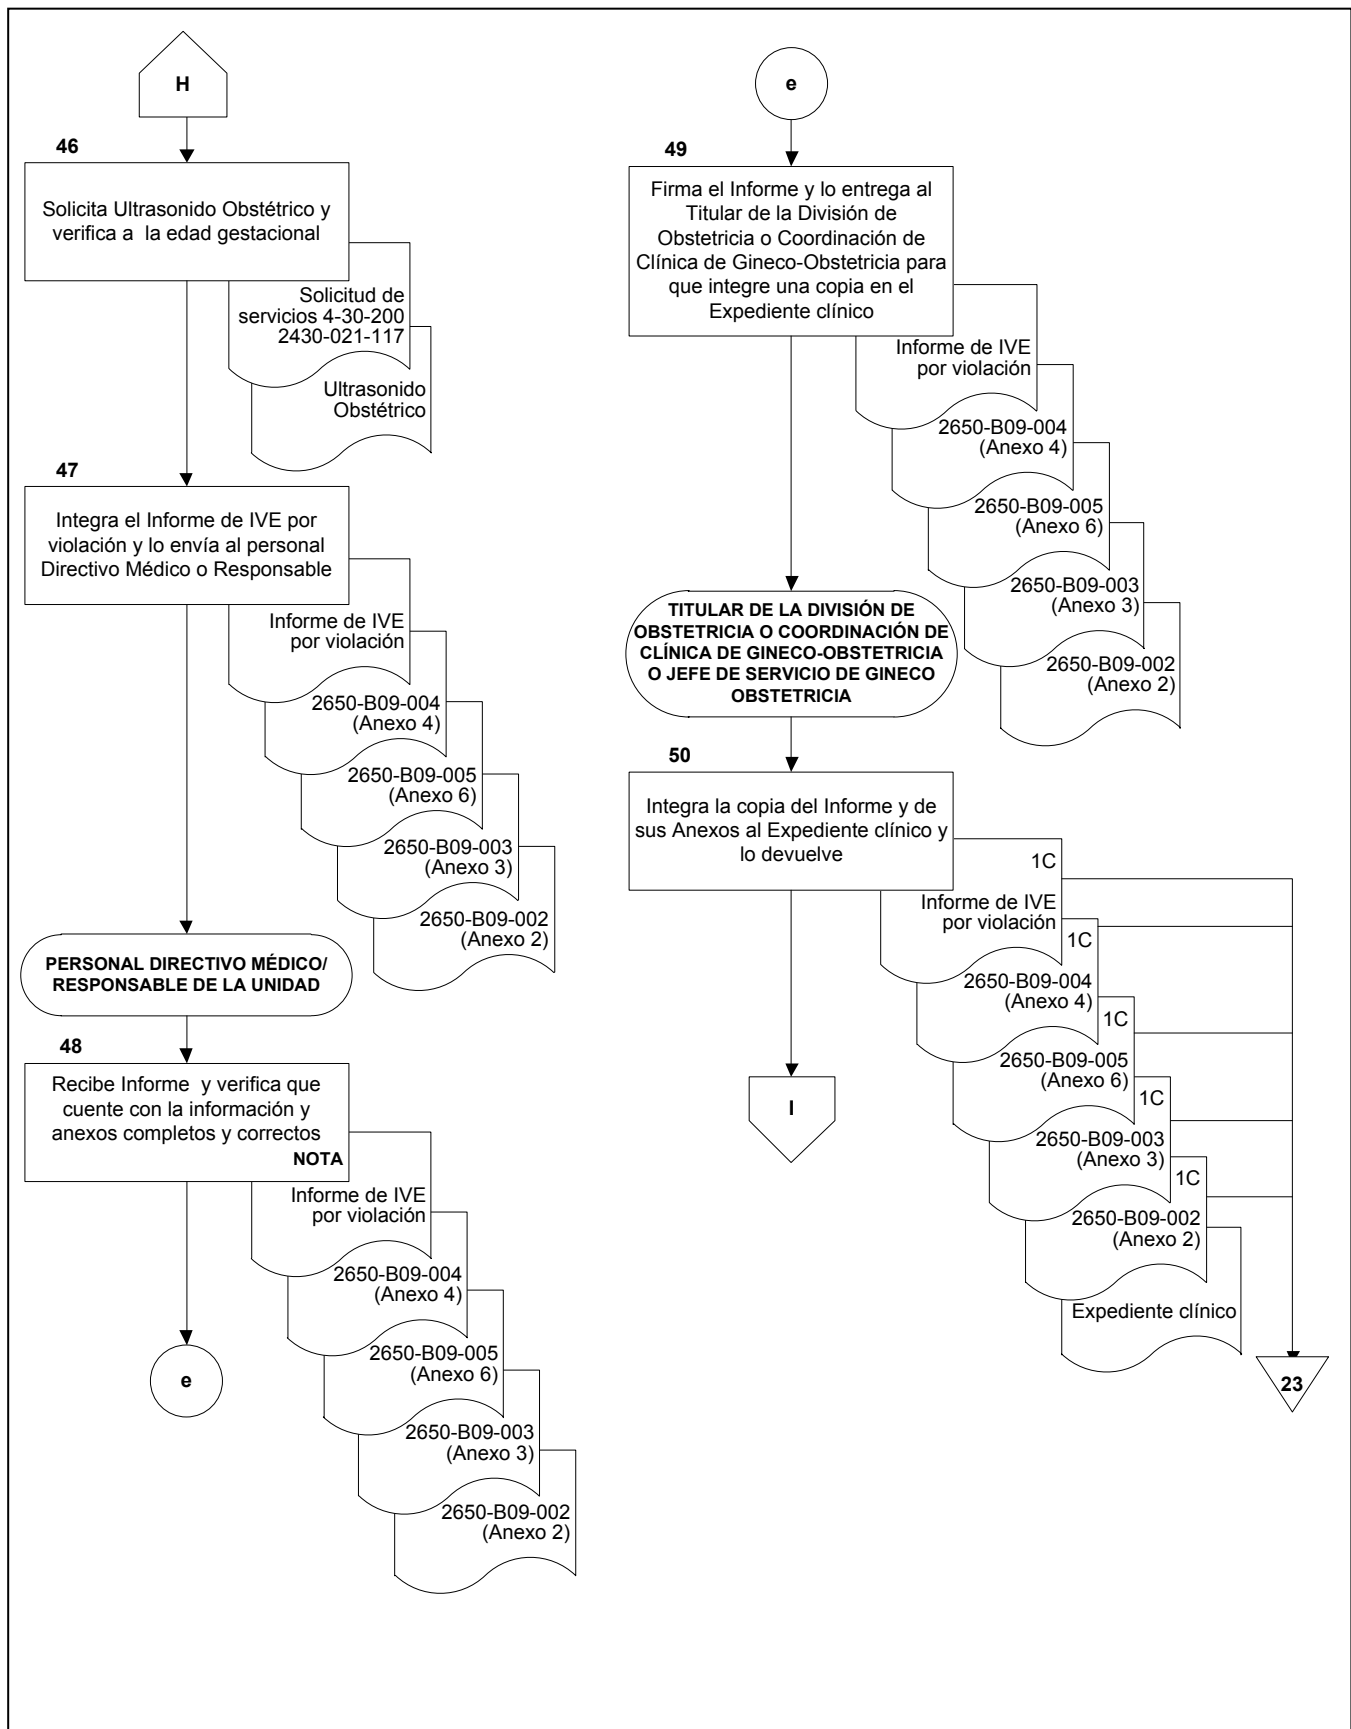 H
46
Solicita Ultrasonido Obstétrico y
verifica a la edad gestacional
Solicitud de
servicios 4-30-200
2430-021-117
Ultrasonido
Obstétrico
47
Integra el Informe de IVE por
violación y lo envía al personal
Directivo Médico o Responsable
Informe de IVE
por violación
2650-B09-004
(Anexo 4)
2650-B09-005
(Anexo 6)
2650-B09-003
(Anexo 3)
2650-B09-002
(Anexo 2)
PERSONAL DIRECTIVO MÉDICO/
RESPONSABLE DE LA UNIDAD
48
Recibe Informe y verifica que
cuente con la información y
anexos completos y correctos
NOTA
Informe de IVE
por violación
2650-B09-004
(Anexo 4)
2650-B09-005
(Anexo 6)
2650-B09-003
(Anexo 3)
2650-B09-002
(Anexo 2)
e
e
49
Firma el Informe y lo entrega al
Titular de la División de
Obstetricia o Coordinación de
Clínica de Gineco-Obstetricia para
que integre una copia en el
Expediente clínico
Informe de IVE
por violación
2650-B09-004
(Anexo 4)
2650-B09-005
(Anexo 6)
2650-B09-003
(Anexo 3)
2650-B09-002
(Anexo 2)
TITULAR DE LA DIVISIÓN DE
OBSTETRICIA O COORDINACIÓN DE
CLÍNICA DE GINECO-OBSTETRICIA
O JEFE DE SERVICIO DE GINECO
OBSTETRICIA
50
Integra la copia del Informe y de
sus Anexos al Expediente clínico y
lo devuelve
1C
Informe de IVE
por violación
1C
2650-B09-004
(Anexo 4)
1C
2650-B09-005
(Anexo 6)
1C
2650-B09-003
(Anexo 3)
1C
2650-B09-002
(Anexo 2)
Expediente clínico
I
23